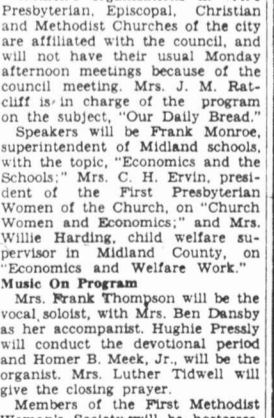 Presbyterian, Episcopal, Christian
and Methodist Churches of the city
are affiliated with the council, and
will not have their usual Monday
afternoon meetings because of the
council meeting. Mrs. J. M. Rat-
cliff is in charge of the program
on the subject, "Our Daily Bread."
Speakers will be Frank Monroe,
superintendent of Midland schools,
with the topic, "Economics and the
Schools;" Mrs. C. H. Ervin, presi-
dent of the First Presbyterian
Women of the Church, on "Church
Women and Economics;" and Mrs.
Willie Harding, child welfare su-
pervisor in Midland County, on
"Economics and Welfare Work."
Music On Program
Mrs. Frank Thompson will be the
vocal soloist, with Mrs. Ben Dansby
as her accompanist. Hughie Pressly
will conduct the devotional period
and Homer B. Meek, Jr., will be the
organist. Mrs. Luther Tidwell will
give the closing prayer.
Members of the First Methodist